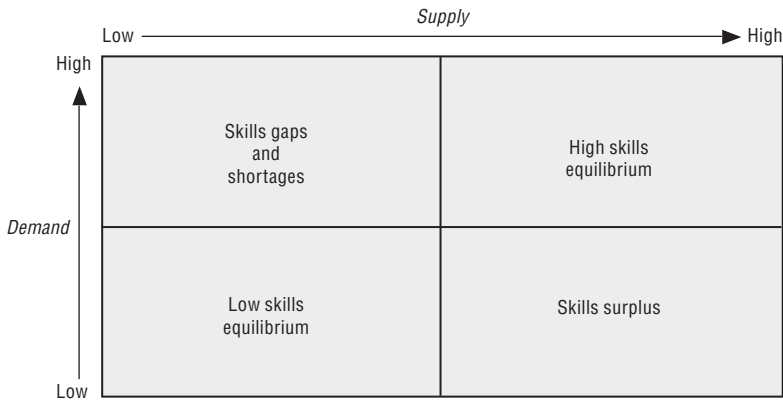 Supply
Low
High
High
Skills gaps
and
shortages
High skills
equilibrium
Demand
Low skills
equilibrium
Skills surplus
Low